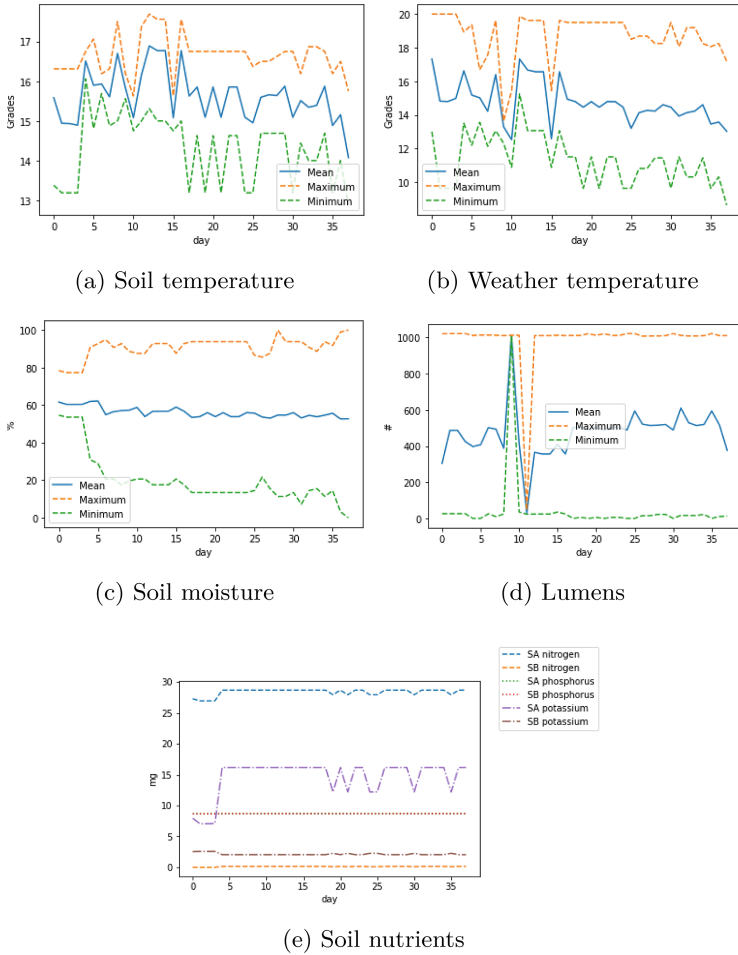 17
16
15
14
13
Grades
0 5 10 15 20 25 30 35
day
Mean
Maximum
Minimum
(a) Soil temperature
20
18
16
14
12
10
Grades
0 5 10 15 20 25 30 35
day
Mean
Maximum
Minimum
(b) Weather temperature
100
80
60
40
20
0
%
0 5 10 15 20 25 30 35
day
Mean
Maximum
Minimum
(c) Soil moisture
1000
800
600
400
200
0
#
0 5 10 15 20 25 30 35
day
Mean
Maximum
Minimum
(d) Lumens
30
25
20
15
10
5
0
mg
0 5 10 15 20 25 30 35
day
SA nitrogen
SB nitrogen
SA phosphorus
SB phosphorus
SA potassium
SB potassium
(e) Soil nutrients